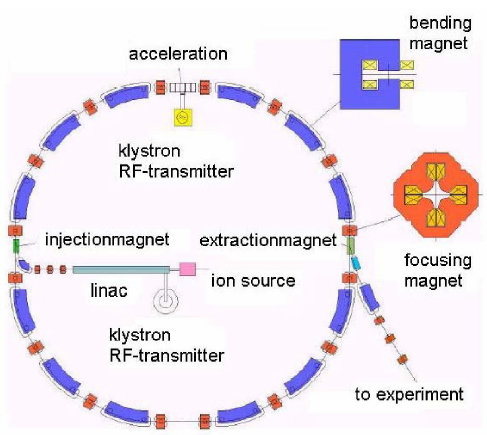 bending
magnet
acceleration
klystron
RF-transmitter
injectionmagnet
extractionmagnet
focusing
magnet
ion source
linac
klystron
RF-transmitter
to experiment